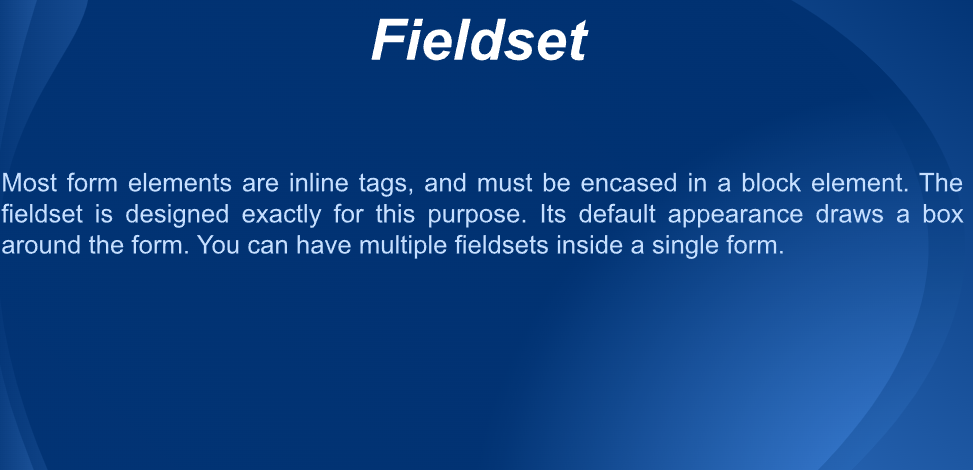 Fieldset
Most form elements are inline tags, and must be encased in a block element. The
fieldset is designed exactly for this purpose. Its default appearance draws a box
around the form. You can have multiple fieldsets inside a single form.